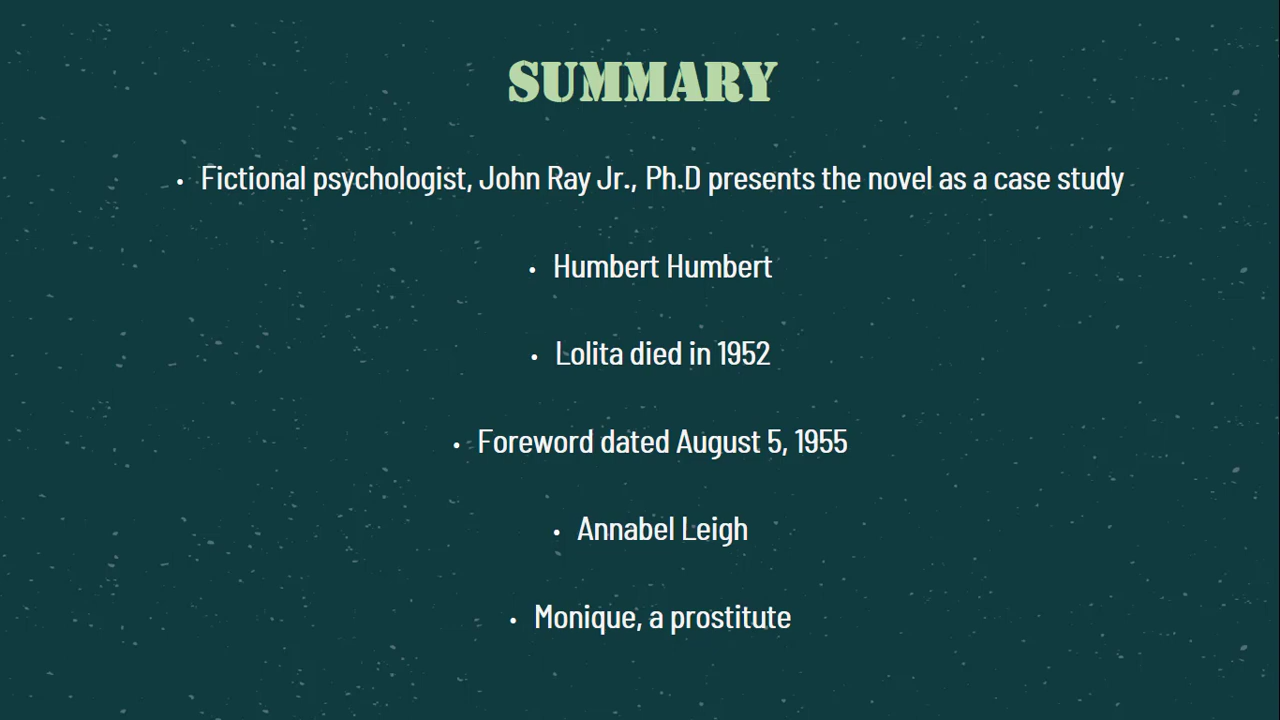 SUMMARY
• Fictional psychologist, John Ray Jr., Ph.D presents the novel as a case study
• Humbert Humbert
• Lolita died in 1952
• Foreword dated August 5, 1955
• Annabel Leigh
• Monique, a prostitute